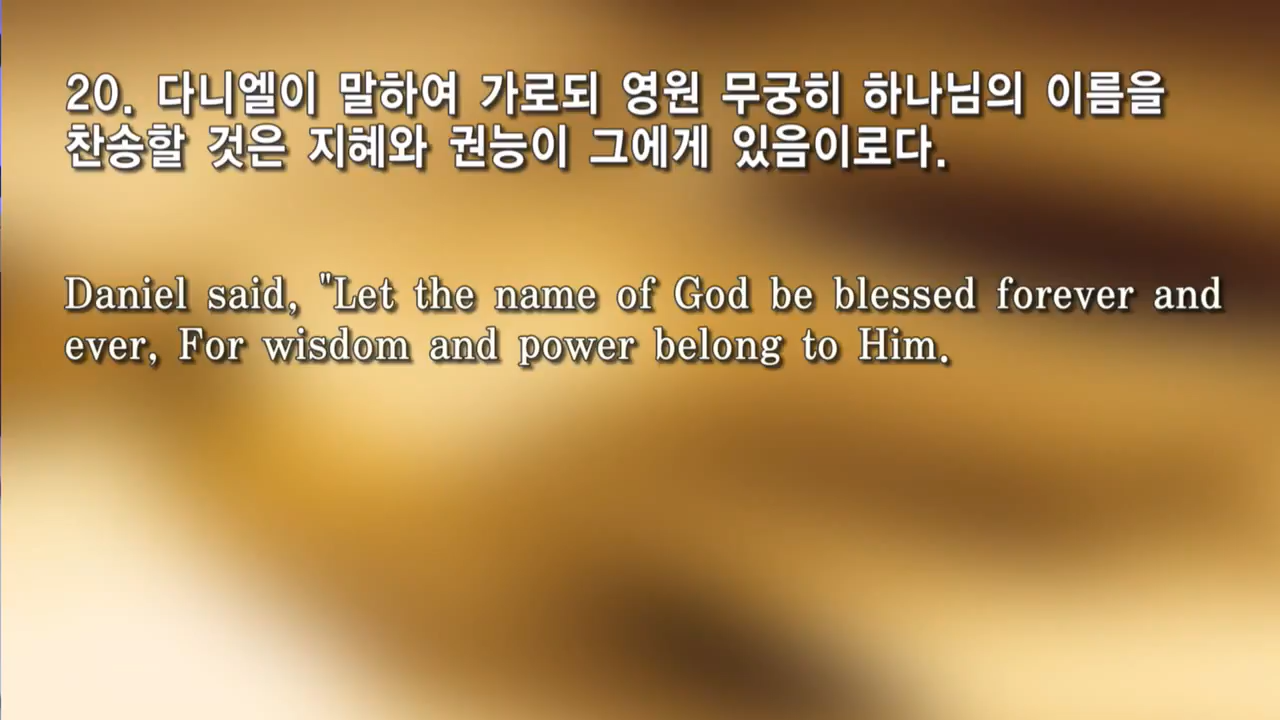 20. 다니엘이 말하여 가로되 영원 무궁히 하나님의 이름을
찬송할 것은 지혜와 권능이 그에게 있음이로다.
Daniel said, "Let the name of God be blessed forever and
ever, For wisdom and power belong to Him.